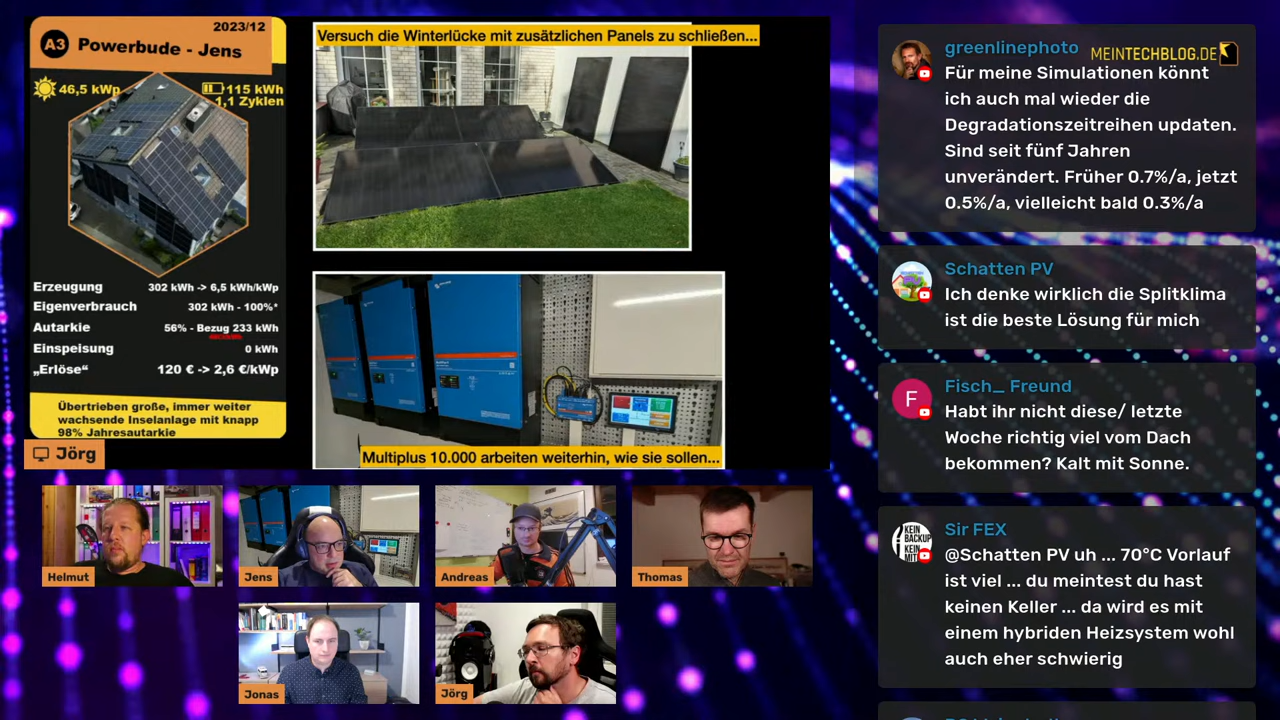 2023/12
A3 Powerbude - Jens
46,5 kWp
115 kWh
1,1 Zyklen
Erzeugung 302 kWh -> 6,5 kWh/kWp
Eigenverbrauch 302 kWh - 100%*
Autarkie 56% - Bezug 233 kWh
Einspeisung 0 kWh
„Erlöse“ 120 € -> 2,6 €/kWp
Übertrieben große, immer weiter
wachsende Inselanlage mit knapp
98% Jahresautarkie
Jörg
Versuch die Winterlücke mit zusätzlichen Panels zu schließen...
Multiplus 10.000 arbeiten weiterhin, wie sie sollen...
Helmut
Jens
Andreas
Thomas
Jonas
Jörg
MEINTECHBLOG.DE
greenlinephoto
Für meine Simulationen könnt
ich auch mal wieder die
Degradationszeitreihen updaten.
Sind seit fünf Jahren
unverändert. Früher 0.7%/a, jetzt
0.5%/a, vielleicht bald 0.3%/a
Schatten PV
Ich denke wirklich die Splitklima
ist die beste Lösung für mich
F
Fisch_ Freund
Habt ihr nicht diese/ letzte
Woche richtig viel vom Dach
bekommen? Kalt mit Sonne.
KEIN
BACKUP
KEIN
Sir FEX
@Schatten PV uh ... 70°C Vorlauf
ist viel ... du meintest du hast
keinen Keller ... da wird es mit
einem hybriden Heizsystem wohl
auch eher schwierig